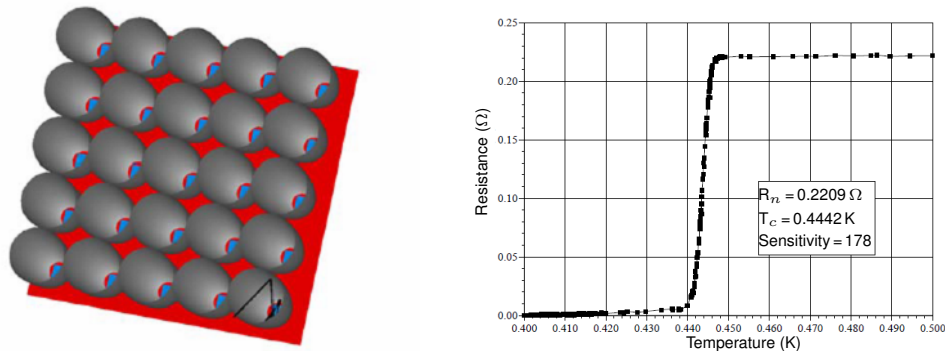 0.25
0.20
0.15
0.10
0.05
0.00
Resistance (Ω)
R_n = 0.2209 Ω
T_c = 0.4442 K
Sensitivity = 178
0.400 0.410 0.420 0.430 0.440 0.450 0.460 0.470 0.480 0.490 0.500
Temperature (K)